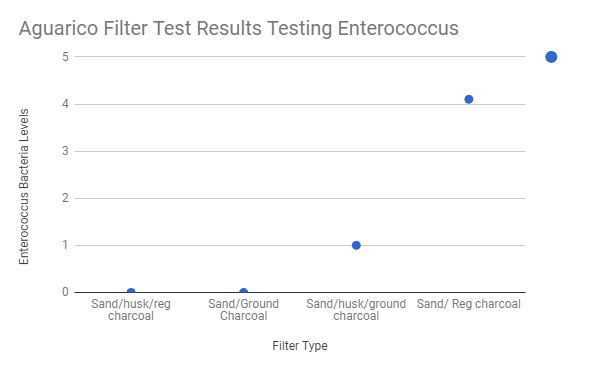 Aguarico Filter Test Results Testing Enterococcus
5
4
3
2
1
0
Enterococcus Bacteria Levels
Sand/husk/reg
charcoal
Sand/Ground
Charcoal
Sand/husk/ground
charcoal
Sand/ Reg charcoal
Filter Type